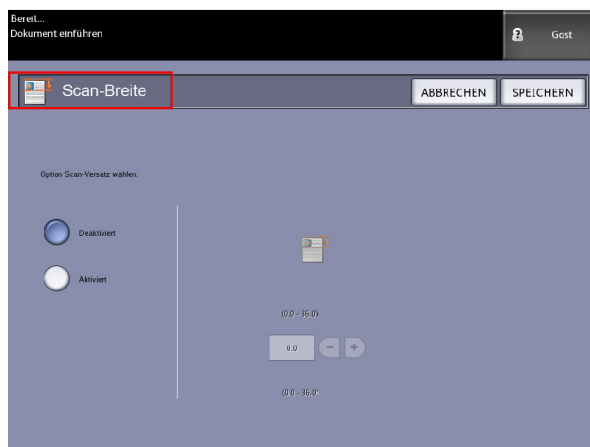 Bereit...
Dokument einführen
Gast
Scan-Breite
ABBRECHEN
SPEICHERN
Option Scan-Versatz wählen.
Deaktiviert
Aktiviert
(0.0 - 36.0)
0.0
- +
(0.0 - 36.0)